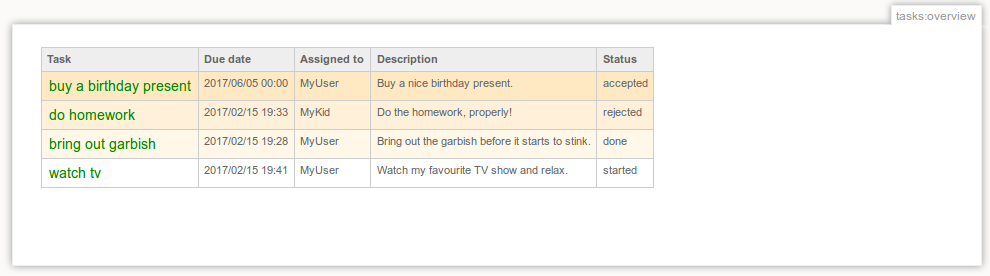 tasks:overview
Task Due date Assigned to Description Status
buy a birthday present 2017/06/05 00:00 MyUser Buy a nice birthday present. accepted
do homework 2017/02/15 19:33 MyKid Do the homework, properly! rejected
bring out garbish 2017/02/15 19:28 MyUser Bring out the garbish before it starts to stink. done
watch tv 2017/02/15 19:41 MyUser Watch my favourite TV show and relax. started